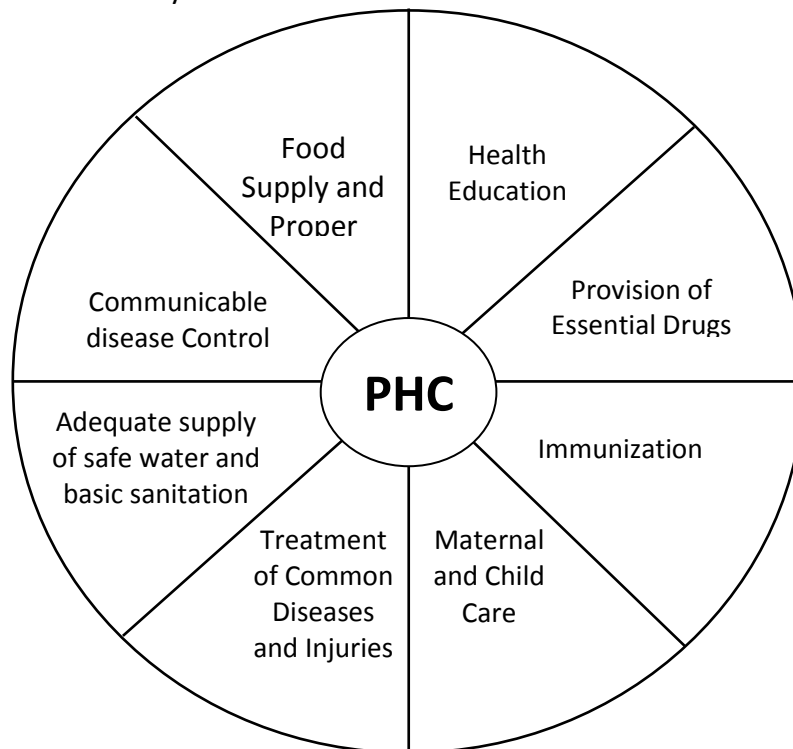 Food
Supply and
Proper
Health
Education
Provision of
Essential Drugs
Immunization
Maternal
and Child
Care
Treatment
of Common
Diseases
and Injuries
Adequate supply
of safe water and
basic sanitation
Communicable
disease Control
PHC